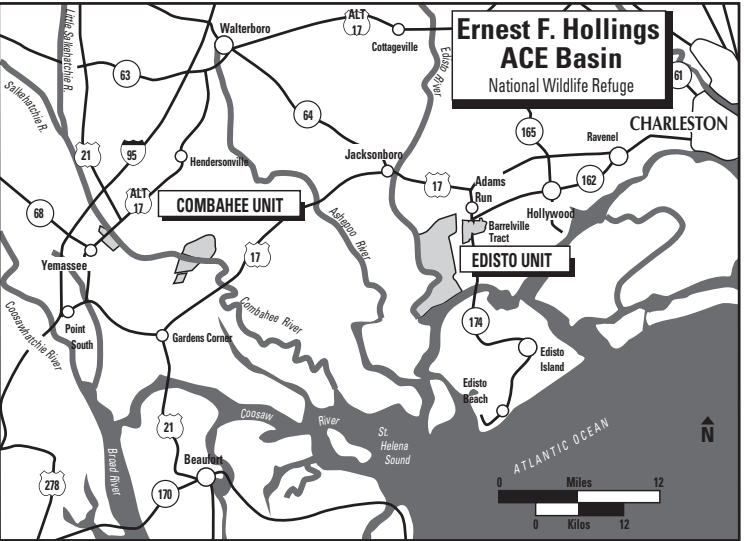 Ernest F. Hollings
ACE Basin
National Wildlife Refuge
Little Salkehatchie R.
Salkehatchie R.
Walterboro
ALT
17
Cottageville
Edisto River
61
63
64
165
Ravenel
CHARLESTON
21
95
Hendersonville
Jacksonboro
17
Adams
Run
162
68
ALT
17
COMBAHEE UNIT
Ashepoo River
Hollywood
Barrelville
Tract
EDISTO UNIT
17
Yemassee
Coosawhatchie River
Point
South
Gardens Corner
Combahee River
174
Edisto
Island
Edisto
Beach
21
Coosaw
River
St.
Helena
Sound
Broad River
Beaufort
278
170
ATLANTIC OCEAN
N
0 Miles 12
0 Kilos 12